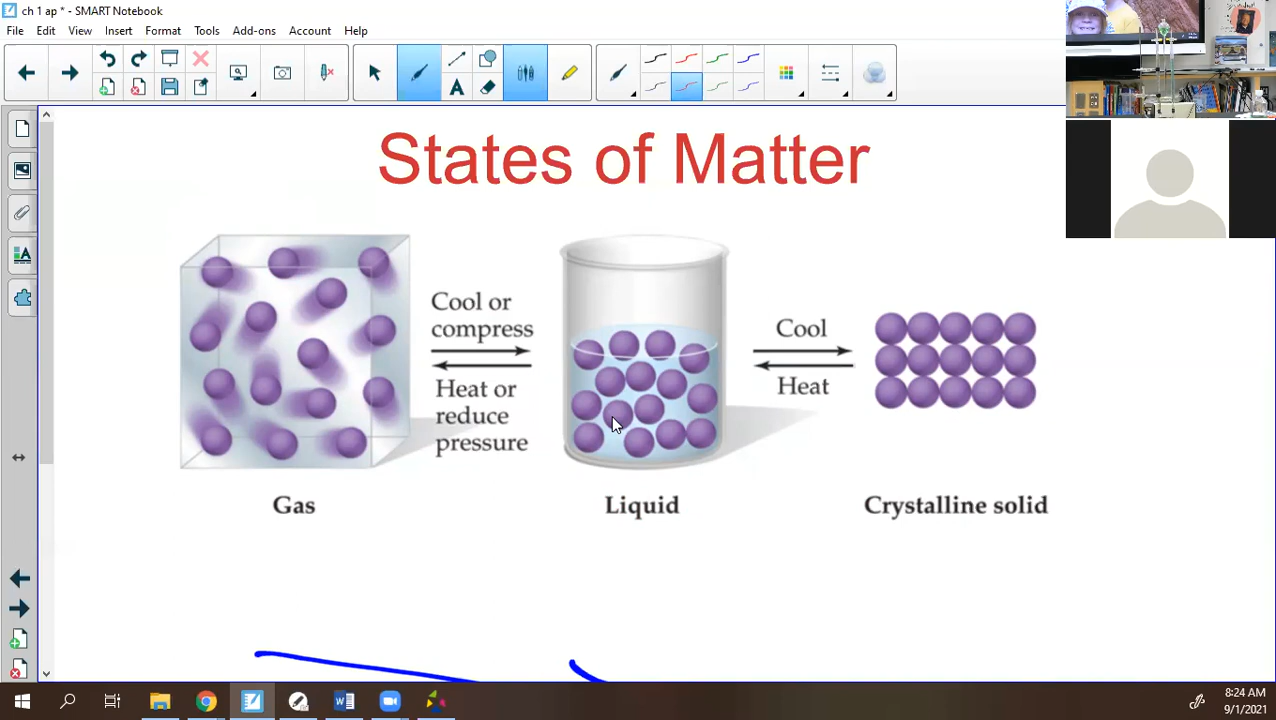 ch 1 ap * - SMART Notebook
File Edit View Insert Format Tools Add-ons Account Help
States of Matter
Cool or
compress
Heat or
reduce
pressure
Cool
Heat
Gas Liquid Crystalline solid
8:24 AM
9/1/2021